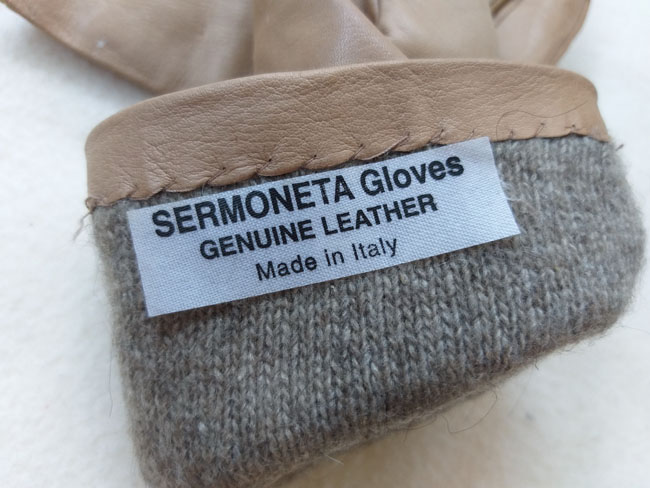 SERMONETA Gloves
GENUINE LEATHER
Made in Italy